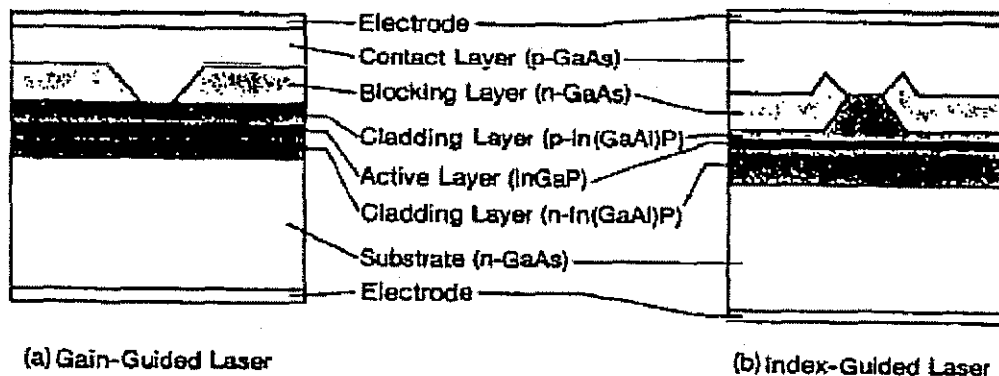 Electrode
Contact Layer (p-GaAs)
Blocking Layer (n-GaAs)
Cladding Layer (p-In(GaAl)P)
Active Layer (InGaP)
Cladding Layer (n-In(GaAl)P)
Substrate (n-GaAs)
Electrode
(a) Gain-Guided Laser
(b) Index-Guided Laser